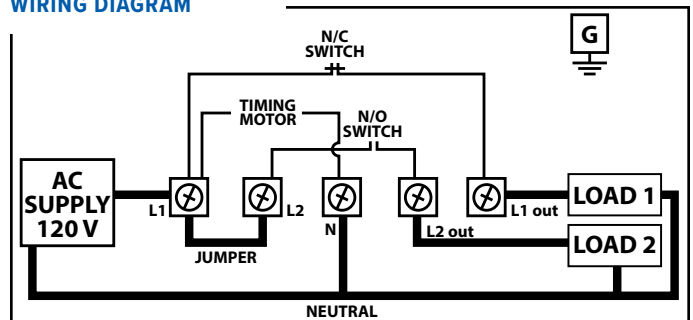 WIRING DIAGRAM
G
N/C
SWITCH
TIMING
MOTOR
N/O
SWITCH
AC
SUPPLY
120 V
L1
L2
N
L2 out
L1 out
LOAD 1
LOAD 2
JUMPER
NEUTRAL